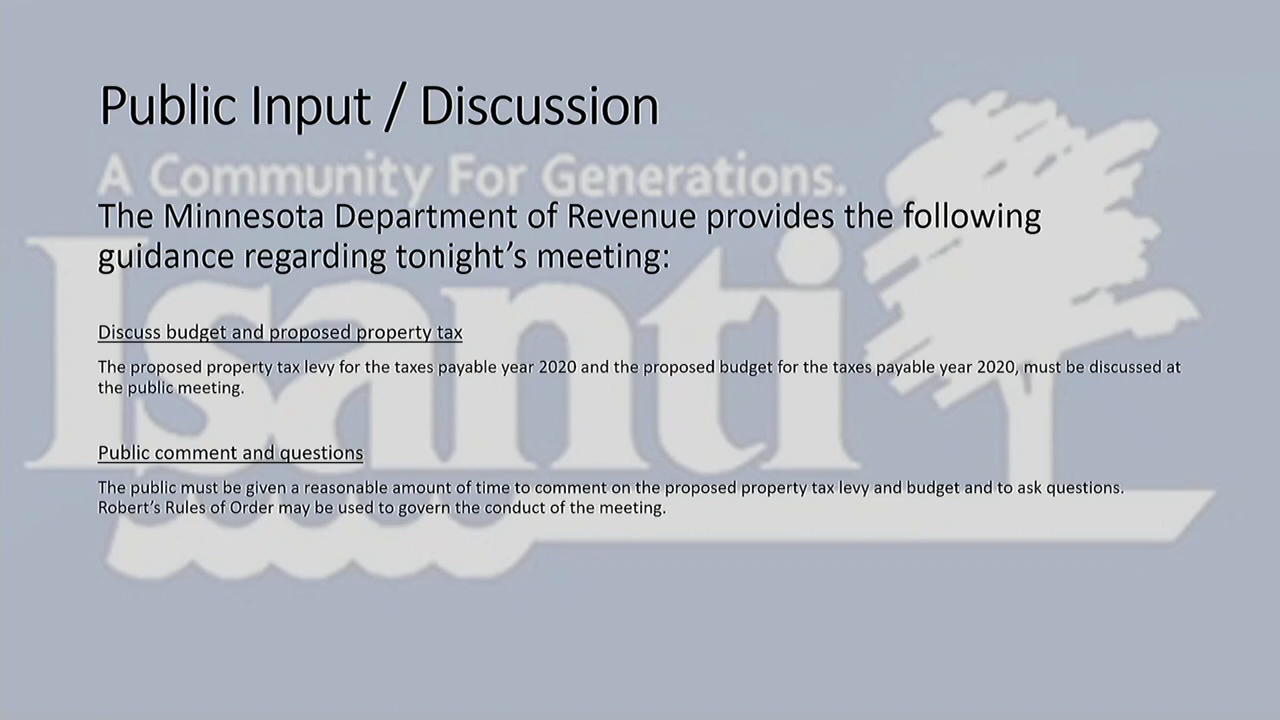 Public Input / Discussion
A Community For Generations.
The Minnesota Department of Revenue provides the following
guidance regarding tonight's meeting:
Isanti
Discuss budget and proposed property tax
The proposed property tax levy for the taxes payable year 2020 and the proposed budget for the taxes payable year 2020, must be discussed at
the public meeting.
Public comment and questions
The public must be given a reasonable amount of time to comment on the proposed property tax levy and budget and to ask questions.
Robert's Rules of Order may be used to govern the conduct of the meeting.